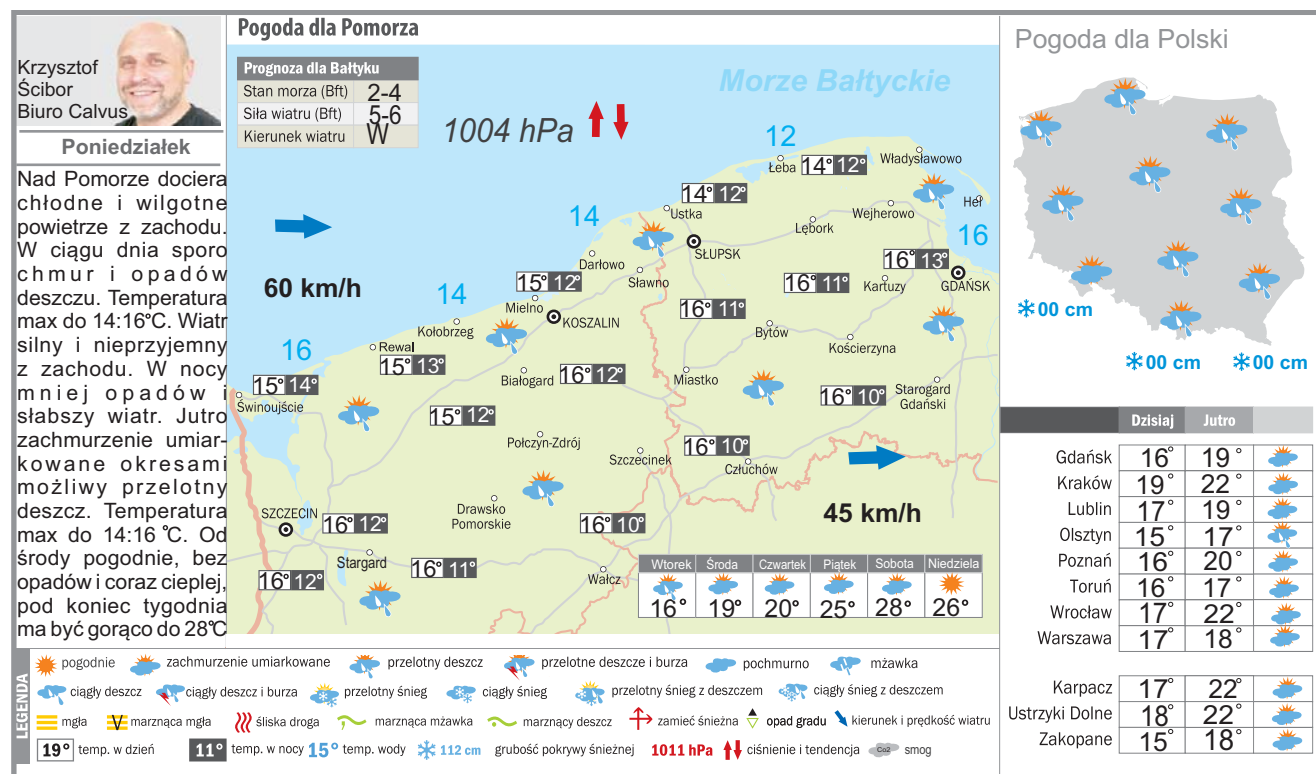 Krzysztof
Ścibor
Biuro Calvus
Poniedziałek
Nad Pomorze dociera
chłodne i wilgotne
powietrze z zachodu.
W ciągu dnia sporo
chmur i opadów
deszczu. Temperatura
max do 14:16°C. Wiatr
silny i nieprzyjemny
z zachodu. W nocy
mniej opadów i
słabszy wiatr. Jutro
zachmurzenie umiar-
kowane okresami
możliwy przelotny
deszcz. Temperatura
max do 14:16 °C. Od
środy pogodnie, bez
opadów i coraz cieplej,
pod koniec tygodnia
ma być gorąco do 28°C
Pogoda dla Pomorza
Prognoza dla Bałtyku
Stan morza (Bft) 2-4
Siła wiatru (Bft) 5-6
Kierunek wiatru W
Morze Bałtyckie
1004 hPa
12
Łeba
14° 12°
Władysławowo
14° 12°
Ustka
Hel
Wejherowo
14
Lębork
16
SŁUPSK
Darłowo
16° 13°
Sławno
Kartuzy
GDAŃSK
60 km/h
15° 12°
16° 11°
14
Mielno
KOSZALIN
16° 11°
Kołobrzeg
Bytów
Kościerzyna
16
Rewal
15° 13°
Białogard
16° 12°
Miastko
15° 14°
Świnoujście
Starogard
Gdański
16° 10°
15° 12°
Połczyn-Zdrój
16° 10°
Szczecinek
Człuchów
Drawsko
Pomorskie
45 km/h
SZCZECIN
16° 12°
16° 10°
Stargard
16° 11°
16° 12°
Wałcz
Wtorek Środa Czwartek Piątek Sobota Niedziela
16° 19° 20° 25° 28° 26°
Pogoda dla Polski
00 cm
00 cm 00 cm
Dzisiaj Jutro
Gdańsk 16° 19°
Kraków 19° 22°
Lublin 17° 19°
Olsztyn 15° 17°
Poznań 16° 20°
Toruń 16° 17°
Wrocław 17° 22°
Warszawa 17° 18°
Karpacz 17° 22°
Ustrzyki Dolne 18° 22°
Zakopane 15° 18°
LEGENDA
pogodnie zachmurzenie umiarkowane przelotny deszcz przelotne deszcze i burza pochmurno mżawka
ciągły deszcz ciągły deszcz i burza przelotny śnieg ciągły śnieg przelotny śnieg z deszczem ciągły śnieg z deszczem
mgła marznąca mgła śliska droga marznąca mżawka marznący deszcz zamieć śnieżna opad gradu kierunek i prędkość wiatru
19° temp. w dzień 11° temp. w nocy 15° temp. wody 112 cm grubość pokrywy śnieżnej 1011 hPa ciśnienie i tendencja Co2 smog